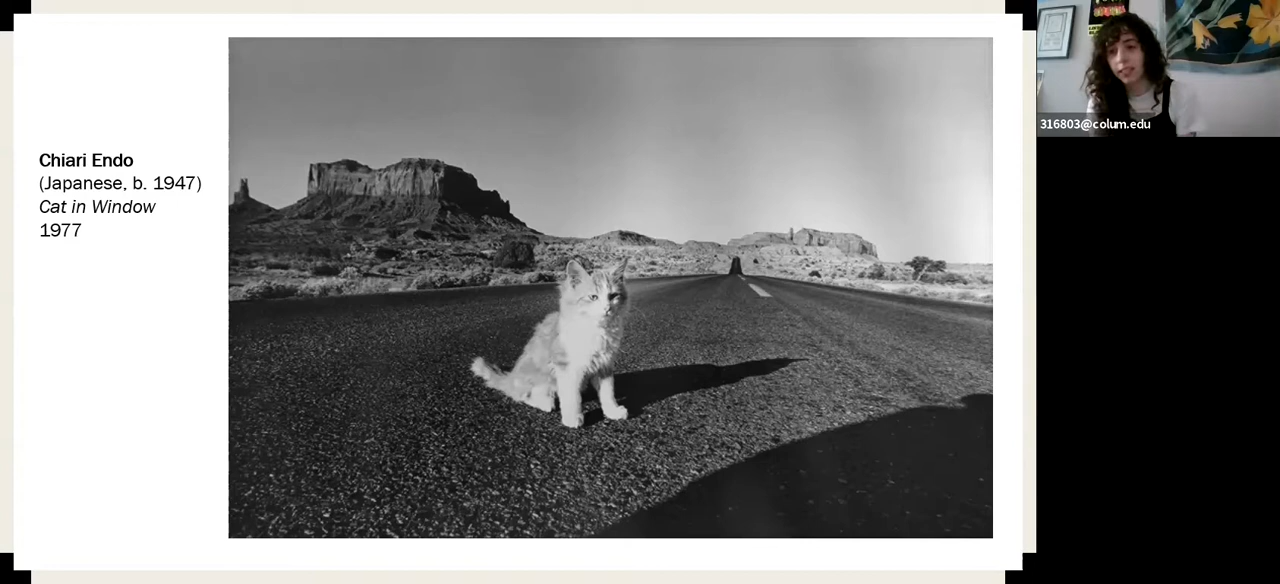 Chiari Endo
(Japanese, b. 1947)
Cat in Window
1977
316803@colum.edu